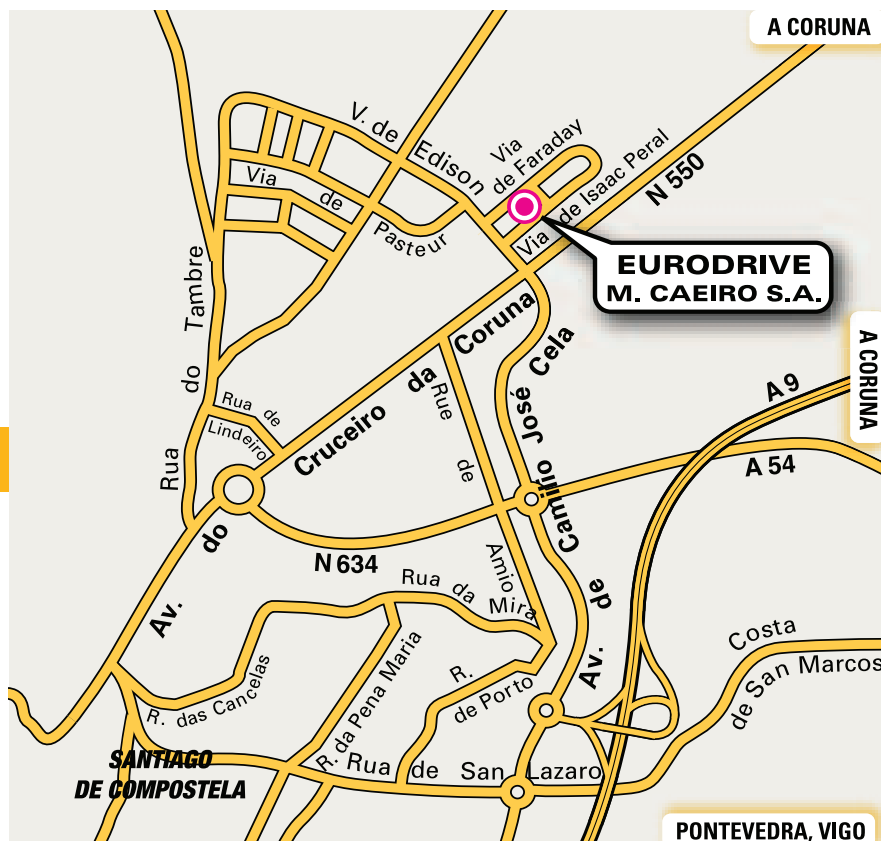 A CORUNA
V. de Edison
Via de Faraday
Via de Isaac Peral
N 550
Via de Pasteur
EURODRIVE
M. CAEIRO S.A.
Rua do Tambre
A CORUNA
Av. do Cruceiro da Coruna
Rua de
Lindeiro
Rue de Amio
Av. de Camilio José Cela
A 9
A 54
N 634
Rua da Mira
R. das Cancelas
R. da Pena Maria
R.
de Porto
Costa
de San Marcos
SANTIAGO
DE COMPOSTELA
Rua de San Lazaro
PONTEVEDRA, VIGO